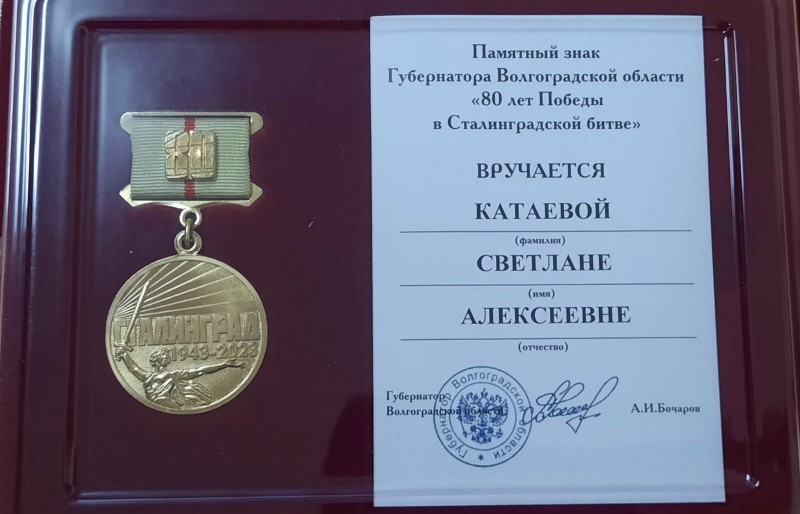 80
СТАЛИНГРАД
1943-2023
Памятный знак
Губернатора Волгоградской области
«80 лет Победы
в Сталинградской битве»
ВРУЧАЕТСЯ
КАТАЕВОЙ
(фамилия)
СВЕТЛАНЕ
(имя)
АЛЕКСЕЕВНЕ
(отчество)
Губернатор
Волгоградской области
А.И.Бочаров
Губернатор Волгоградской области